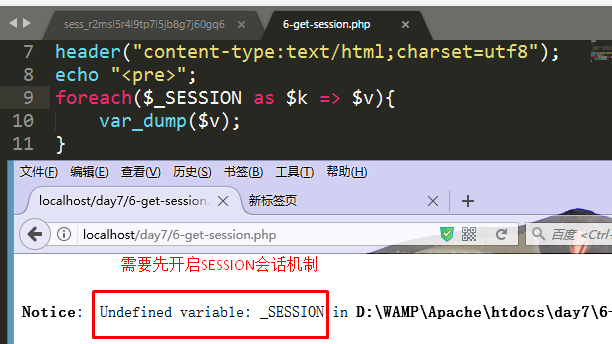 sess_r2msl5r4i9tp7l5jb8g7j60gq6 × 6-get-session.php ×
7 header("content-type:text/html;charset=utf8");
8 echo "<pre>";
9 foreach($_SESSION as $k => $v){
10 var_dump($v);
11 }
文件(F) 编辑(E) 查看(V) 历史(S) 书签(B) 工具(T) 帮助(H)
localhost/day7/6-get-session. × 新标签页 × +
localhost/day7/6-get-session.php 百度 <Ctrl
需要先开启SESSION会话机制
Notice: Undefined variable: _SESSION in D:\WAMP\Apache\htdocs\day7\6-